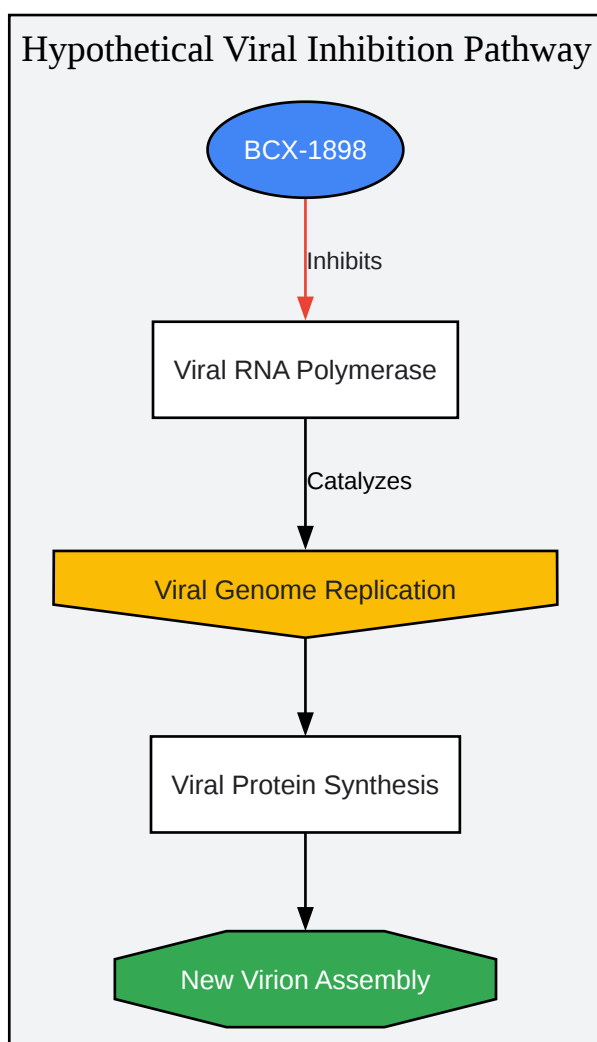 Hypothetical Viral Inhibition Pathway
BCX-1898
Inhibits
Viral RNA Polymerase
Catalyzes
Viral Genome Replication
Viral Protein Synthesis
New Virion Assembly